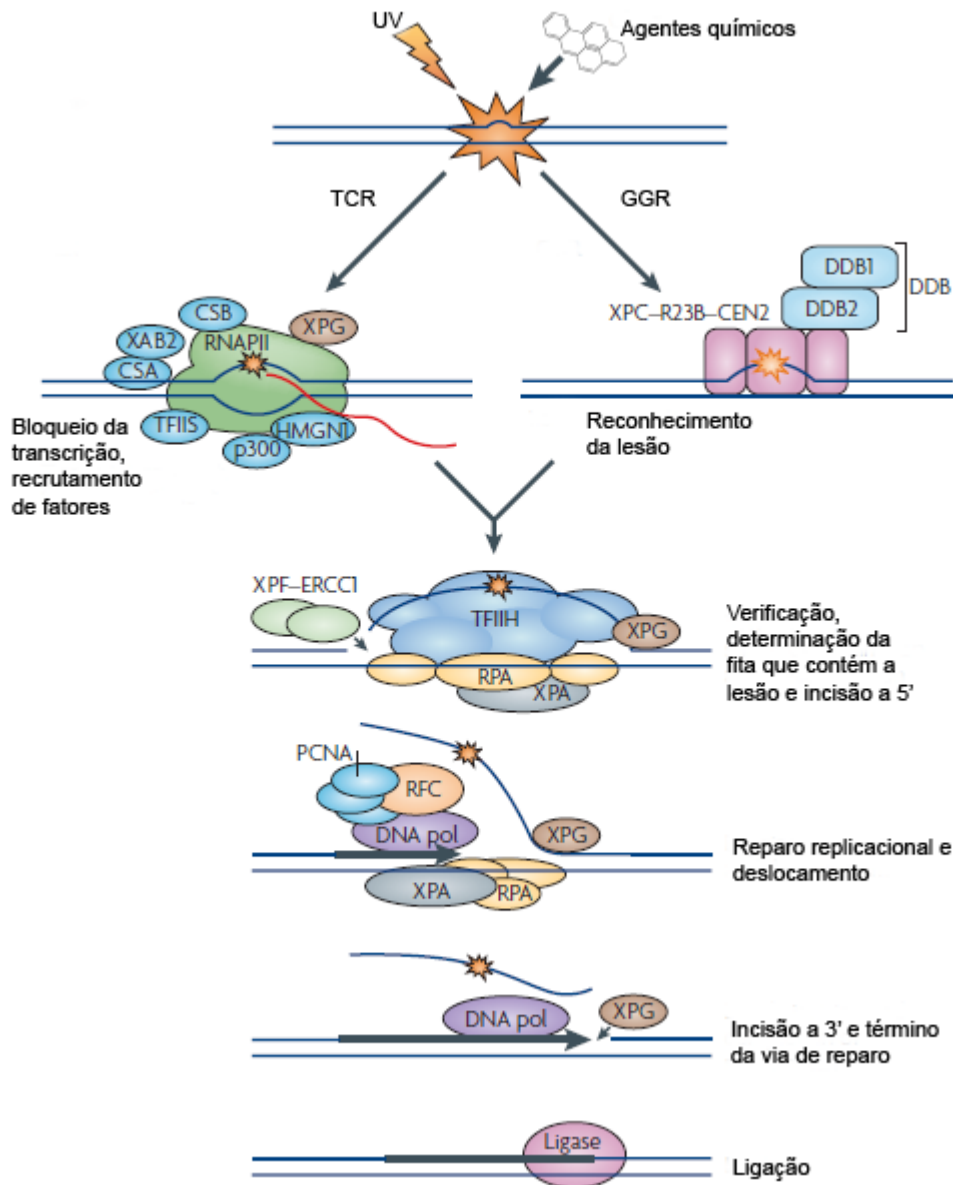 UV
Agentes químicos
TCR
GGR
CSB
XPG
XAB2
RNAPII
CSA
TFIIS
p300
HMGN1
Bloqueio da
transcrição,
recrutamento
de fatores
DDB1
DDB
XPC–R23B–CEN2
DDB2
Reconhecimento
da lesão
XPF–ERCC1
TFIIH
XPG
RPA
XPA
Verificação,
determinação da
fita que contém a
lesão e incisão a 5'
PCNA
RFC
DNA pol
XPG
XPA
RPA
Reparo replicacional e
deslocamento
DNA pol
XPG
Incisão a 3' e término
da via de reparo
Ligase
Ligação